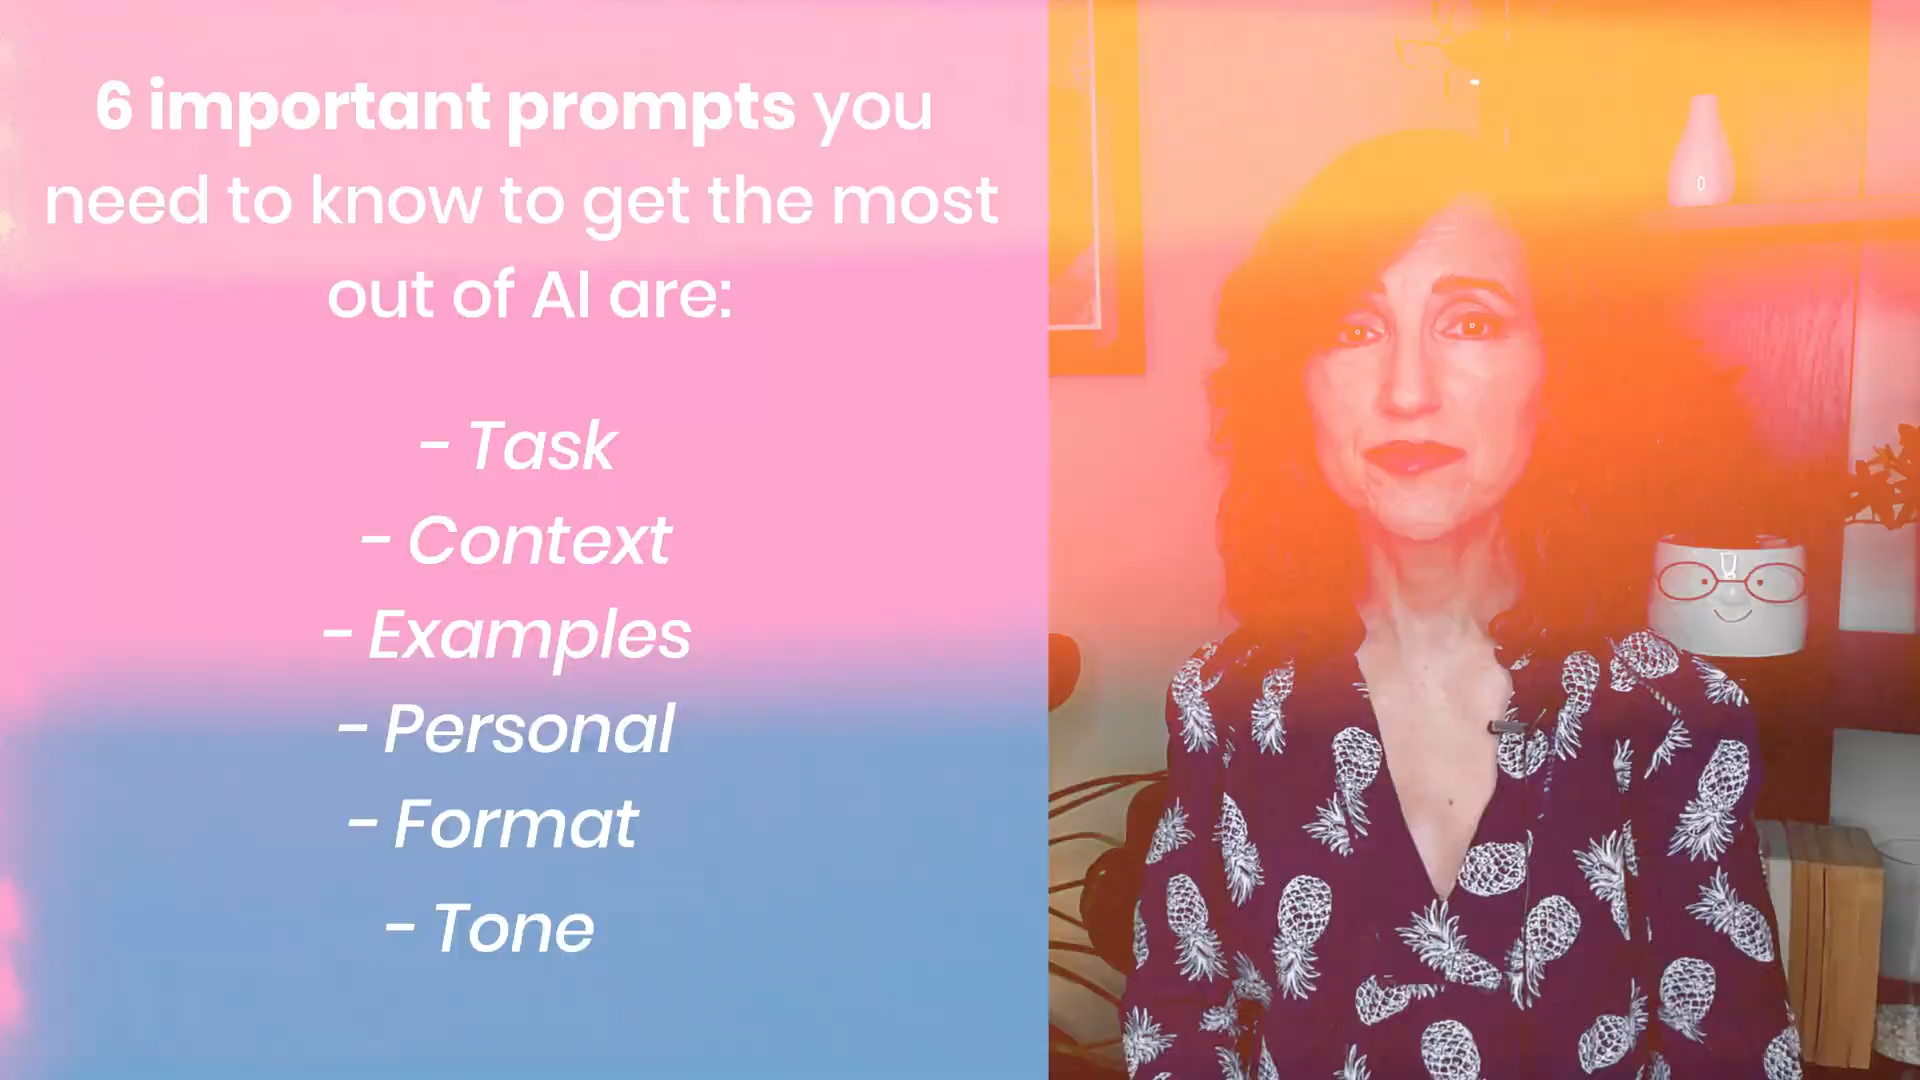 6 important prompts you
need to know to get the most
out of AI are:
- Task
- Context
- Examples
- Personal
- Format
- Tone